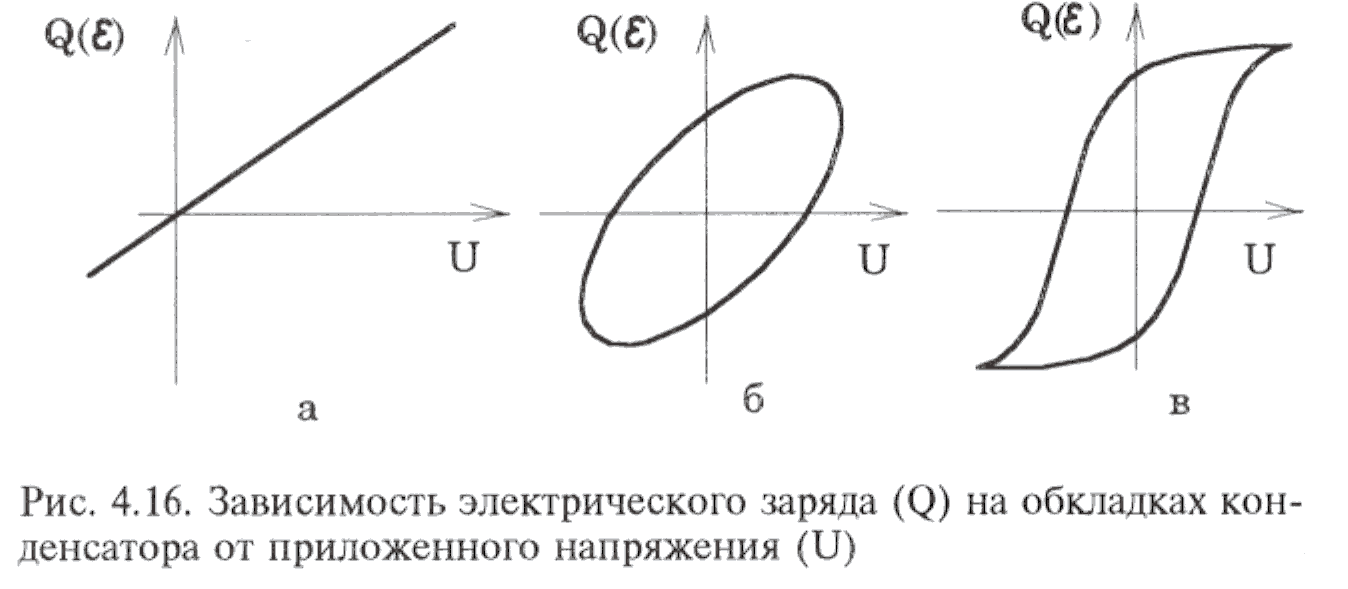 Q(ℰ) Q(ℰ) Q(ℰ)
U U U
а б в
Рис. 4.16. Зависимость электрического заряда (Q) на обкладках кон-
денсатора от приложенного напряжения (U)